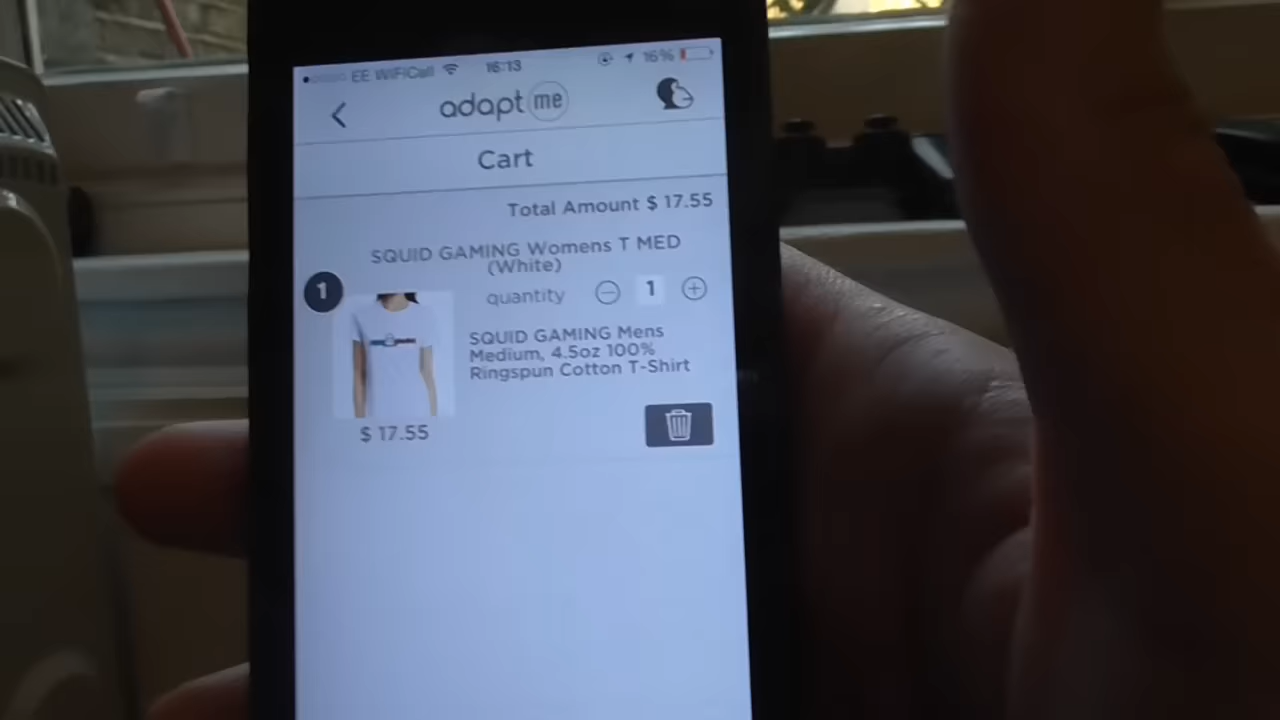 EE WiFiCall 16:13 16%
adapt me
Cart
Total Amount $ 17.55
SQUID GAMING Womens T MED
(White)
1
quantity 1
SQUID GAMING Mens
Medium, 4.5oz 100%
Ringspun Cotton T-Shirt
$ 17.55